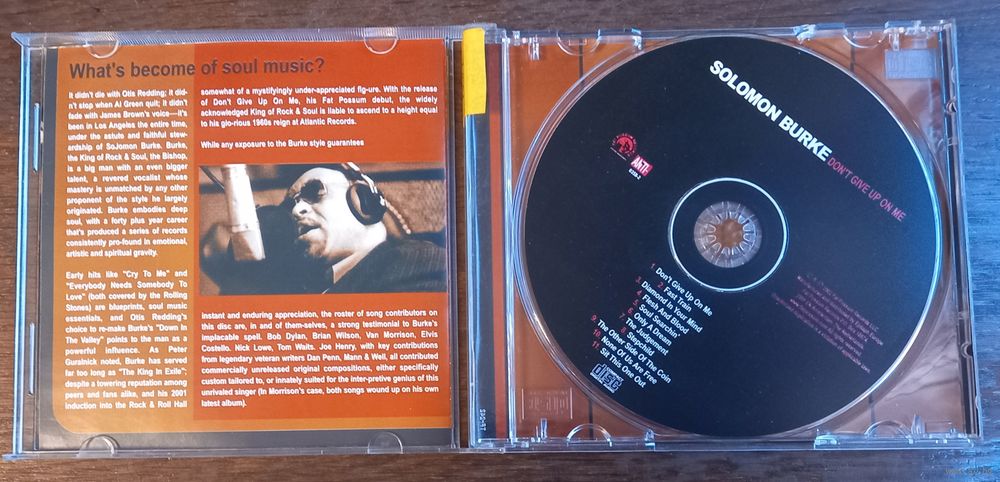 What's become of soul music?
It didn't die with Otis Redding; it did-
n't stop when Al Green quit; it didn't
fade with James Brown's voice—it's
been in Los Angeles the entire time,
under the astute and faithful stew-
ardship of SoJomon Burke. Burke,
the King of Rock & Soul, the Bishop,
is a big man with an even bigger
talent, a revered vocalist whose
mastery is unmatched by any other
proponent of the style he largely
originated. Burke embodies deep
soul, with a forty plus year career
that's produced a series of records
consistently pro-found in emotional,
artistic and spiritual gravity.
Earty hits like "Cry To Me" and
"Everybody Needs Somebody To
Love" (both covered by the Rolling
Stones) are blueprints, soul music
essentials, and Otis Redding's
choice to re-make Burke's "Down In
The Valley" points to the man as a
powerful influence. As Peter
Guralnick noted, Burke has served
far too long as "The King In Exile";
despite a towering reputation among
peers and fans alike, and his 2001
induction into the Rock & Roll Hall
somewhat of a mystifyingly under-appreciated fig-ure. With the release
of Don't Give Up On Me, his Fat Possum debut, the widely
acknowledged King of Rock & Soul is liable to ascend to a height equal
to his glo-rious 1960s reign at Atlantic Records.
While any exposure to the Burke style guarantees
instant and enduring appreciation, the roster of song contributors on
this disc are, in and of them-selves, a strong testimonial to Burke's
implacable spell. Bob Dylan, Brian Wilson, Van Morrison, Elvis
Costello. Nick Lowe, Tom Waits. Joe Henry, with key contributions
from legendary veteran writers Dan Penn, Mann & Well, all contributed
commercially unreleased original compositions, either specifically
custom tailored to, or innately suited for the inter-pretive genius of this
unrivaled singer (In Morrison's case, both songs wound up on his own
latest album).
SOLOMON BURKE DON'T GIVE UP ON ME
ANTI-
1. Don't Give Up On Me
2. Fast Train
3. Diamond In Your Mind
4. Flesh And Blood
5. Soul Searchin'
6. Only A Dream
7. The Judgement
8. Stepchild
9. The Other Side Of The Coin
10. None Of Us Are Free
11. Sit This One Out